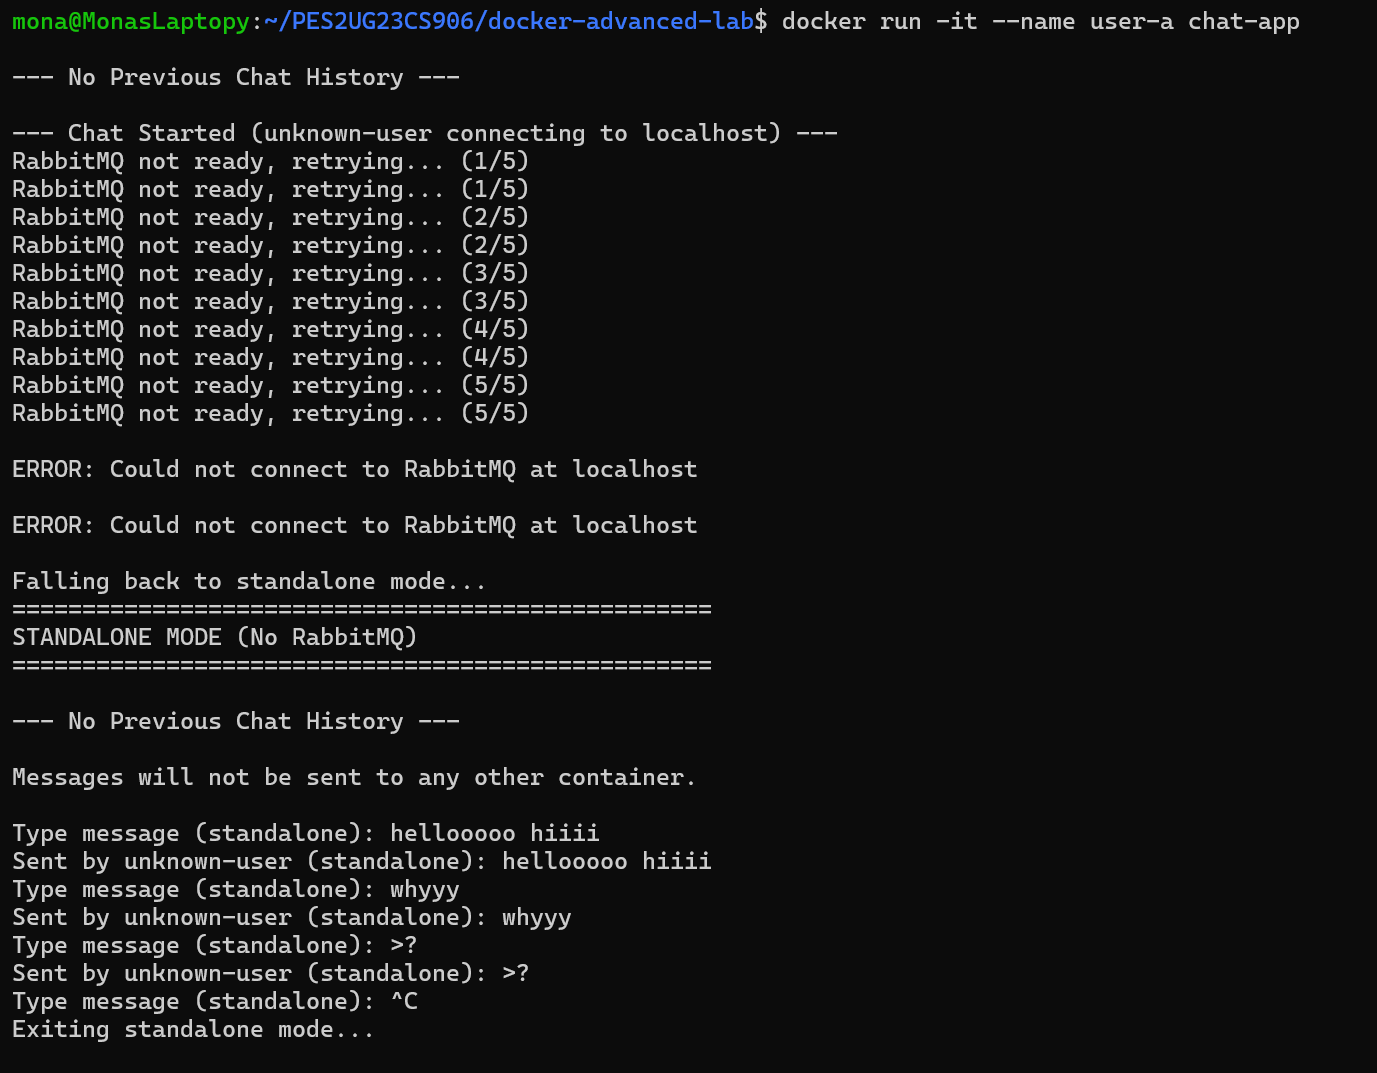 mona@MonasLaptopy:~/PES2UG23CS906/docker-advanced-lab$ docker run -it --name user-a chat-app
--- No Previous Chat History ---
--- Chat Started (unknown-user connecting to localhost) ---
RabbitMQ not ready, retrying... (1/5)
RabbitMQ not ready, retrying... (1/5)
RabbitMQ not ready, retrying... (2/5)
RabbitMQ not ready, retrying... (2/5)
RabbitMQ not ready, retrying... (3/5)
RabbitMQ not ready, retrying... (3/5)
RabbitMQ not ready, retrying... (4/5)
RabbitMQ not ready, retrying... (4/5)
RabbitMQ not ready, retrying... (5/5)
RabbitMQ not ready, retrying... (5/5)
ERROR: Could not connect to RabbitMQ at localhost
ERROR: Could not connect to RabbitMQ at localhost
Falling back to standalone mode...
==================================================
STANDALONE MODE (No RabbitMQ)
==================================================
--- No Previous Chat History ---
Messages will not be sent to any other container.
Type message (standalone): hellooooo hiiii
Sent by unknown-user (standalone): hellooooo hiiii
Type message (standalone): whyyy
Sent by unknown-user (standalone): whyyy
Type message (standalone): >?
Sent by unknown-user (standalone): >?
Type message (standalone): ^C
Exiting standalone mode...